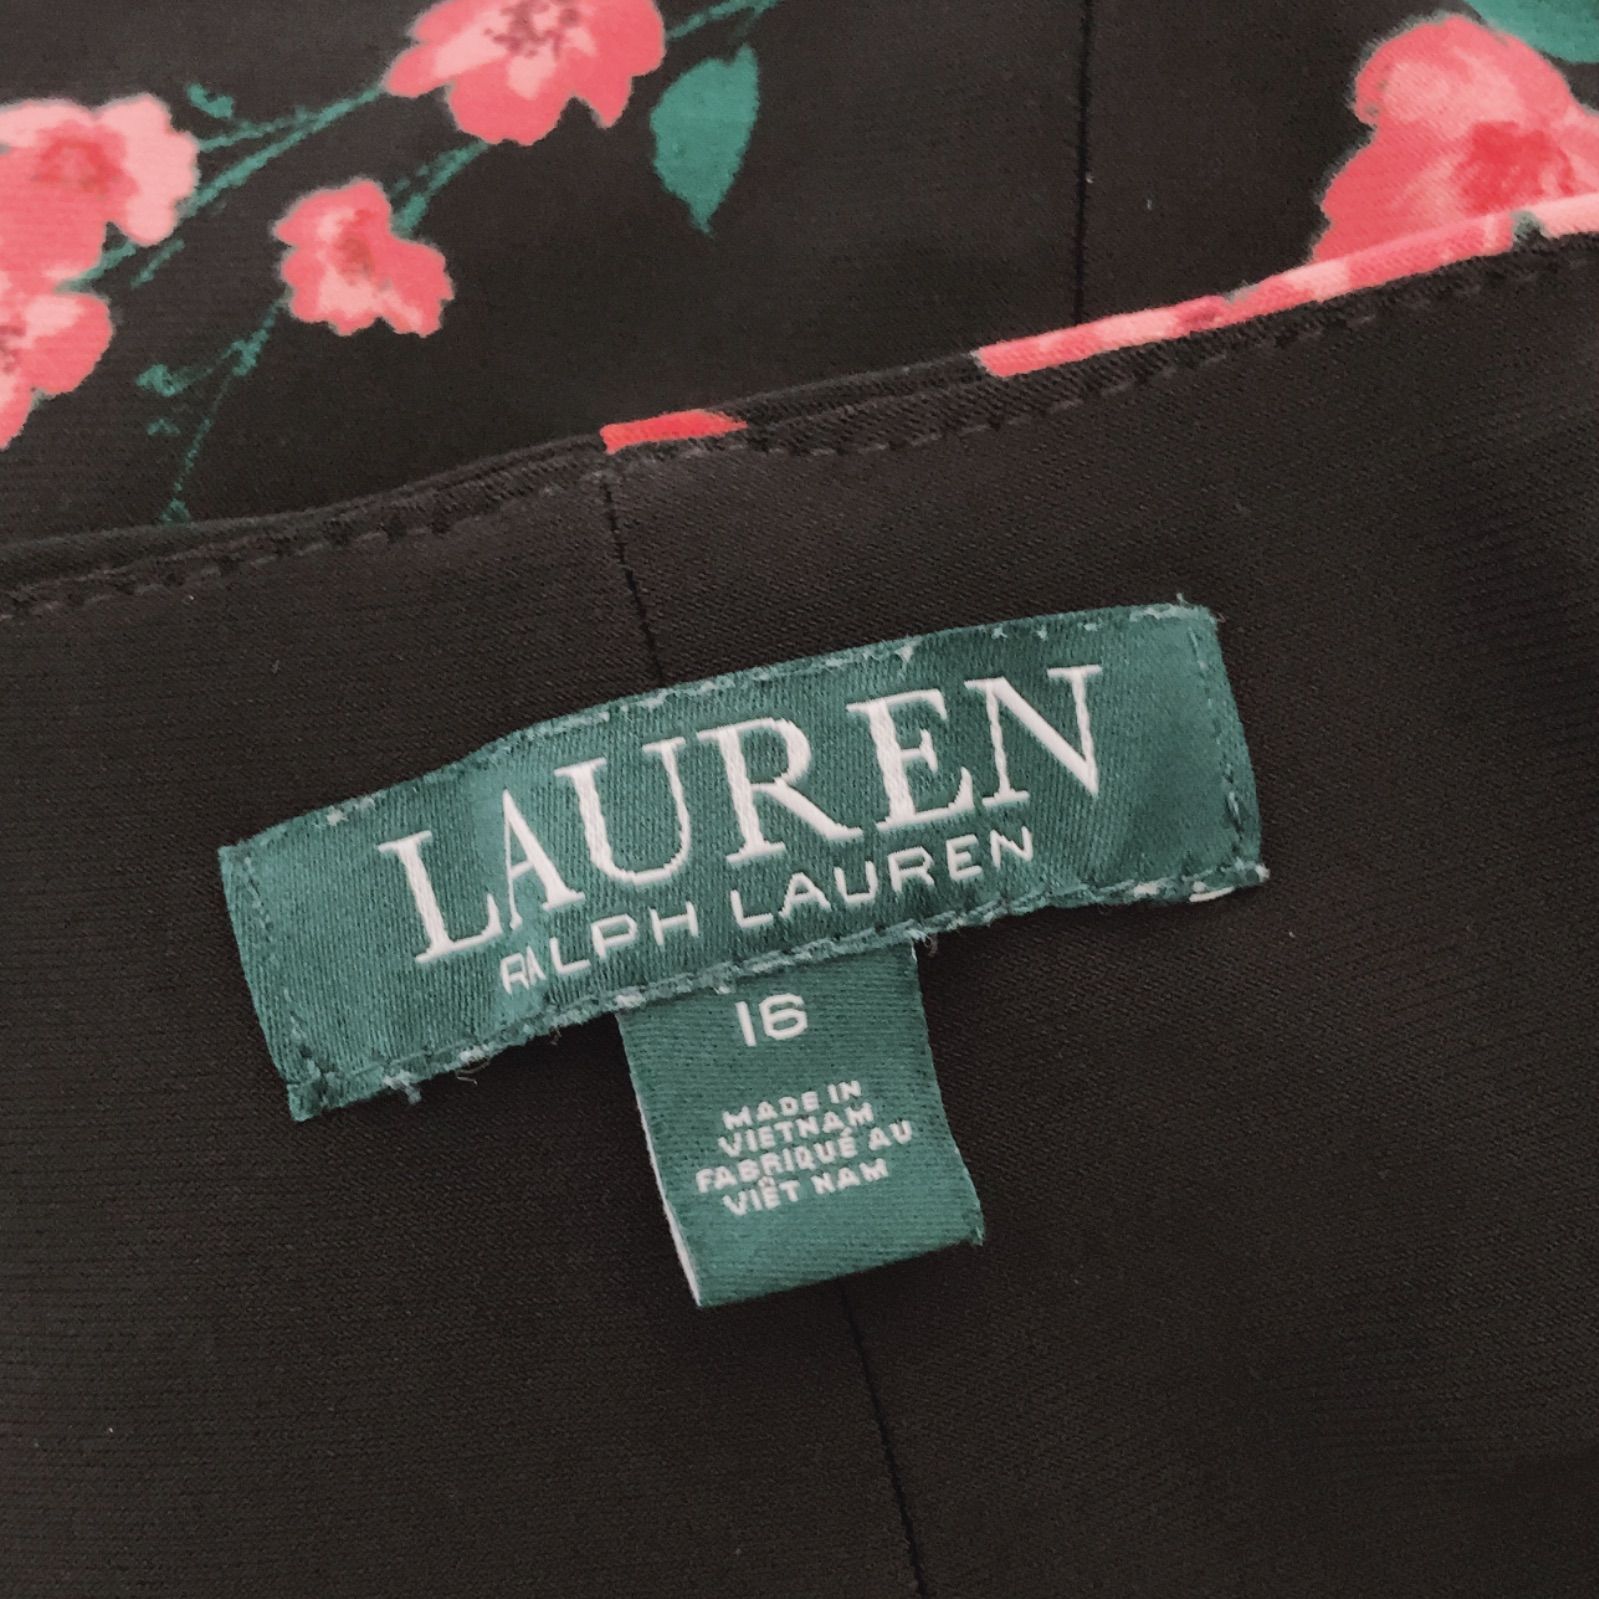 LAUREN
RALPH LAUREN
16
MADE IN
VIETNAM
FABRIQUÉ AU
VIÊT NAM